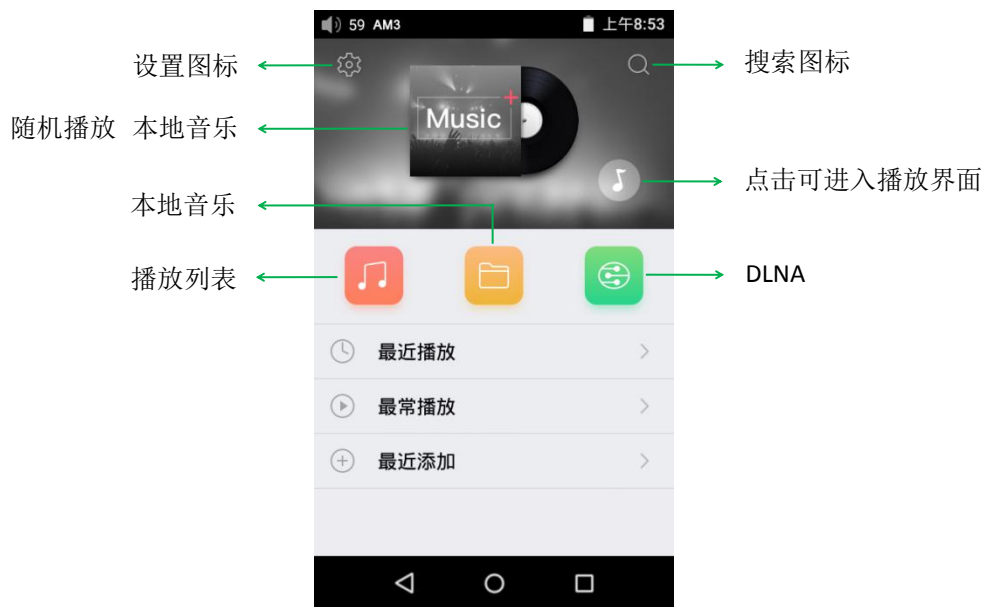 59 AM3
上午8:53
设置图标
搜索图标
随机播放 本地音乐
Music
点击可进入播放界面
本地音乐
播放列表
DLNA
最近播放
最常播放
最近添加